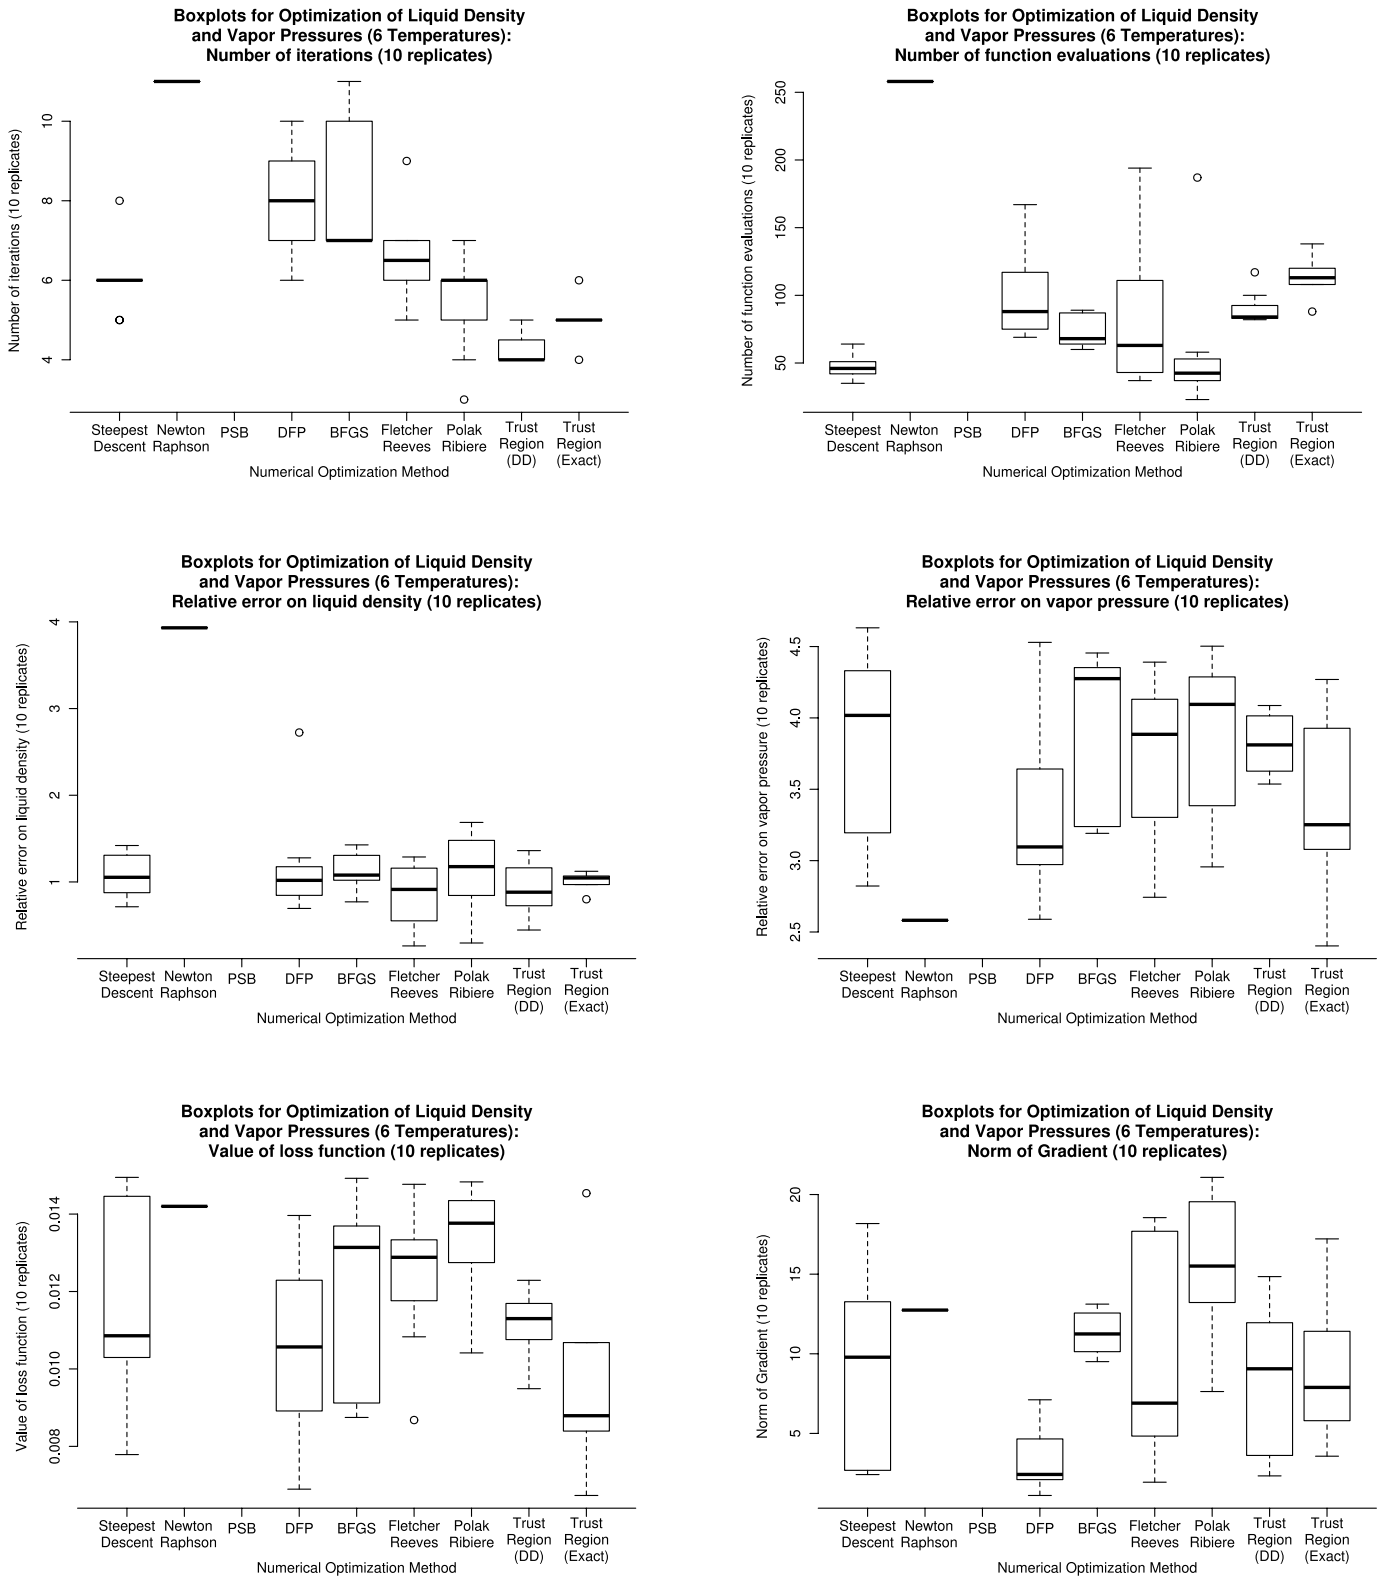 Boxplots for Optimization of Liquid Density
and Vapor Pressures (6 Temperatures):
Number of iterations (10 replicates)
Number of iterations (10 replicates)
10
8
6
4
Steepest Descent
Newton Raphson
PSB
DFP
BFGS
Fletcher Reeves
Polak Ribiere
Trust Region (DD)
Trust Region (Exact)
Numerical Optimization Method
Boxplots for Optimization of Liquid Density
and Vapor Pressures (6 Temperatures):
Number of function evaluations (10 replicates)
Number of function evaluations (10 replicates)
250
200
150
100
50
Steepest Descent
Newton Raphson
PSB
DFP
BFGS
Fletcher Reeves
Polak Ribiere
Trust Region (DD)
Trust Region (Exact)
Numerical Optimization Method
Boxplots for Optimization of Liquid Density
and Vapor Pressures (6 Temperatures):
Relative error on liquid density (10 replicates)
Relative error on liquid density (10 replicates)
4
3
2
1
Steepest Descent
Newton Raphson
PSB
DFP
BFGS
Fletcher Reeves
Polak Ribiere
Trust Region (DD)
Trust Region (Exact)
Numerical Optimization Method
Boxplots for Optimization of Liquid Density
and Vapor Pressures (6 Temperatures):
Relative error on vapor pressure (10 replicates)
Relative error on vapor pressure (10 replicates)
4.5
4.0
3.5
3.0
2.5
Steepest Descent
Newton Raphson
PSB
DFP
BFGS
Fletcher Reeves
Polak Ribiere
Trust Region (DD)
Trust Region (Exact)
Numerical Optimization Method
Boxplots for Optimization of Liquid Density
and Vapor Pressures (6 Temperatures):
Value of loss function (10 replicates)
Value of loss function (10 replicates)
0.014
0.012
0.010
0.008
Steepest Descent
Newton Raphson
PSB
DFP
BFGS
Fletcher Reeves
Polak Ribiere
Trust Region (DD)
Trust Region (Exact)
Numerical Optimization Method
Boxplots for Optimization of Liquid Density
and Vapor Pressures (6 Temperatures):
Norm of Gradient (10 replicates)
Norm of Gradient (10 replicates)
20
15
10
5
Steepest Descent
Newton Raphson
PSB
DFP
BFGS
Fletcher Reeves
Polak Ribiere
Trust Region (DD)
Trust Region (Exact)
Numerical Optimization Method